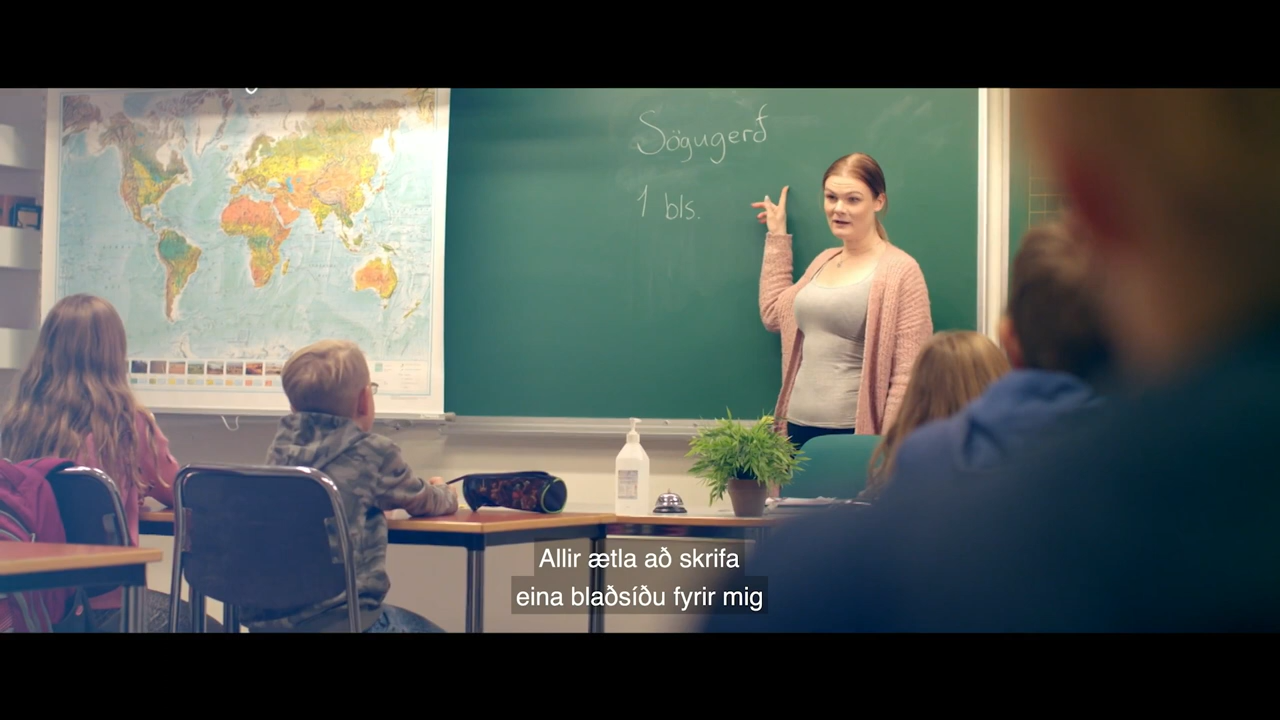 Sögugerð
1 bls.
Allir ætla að skrifa
eina blaðsíðu fyrir mig